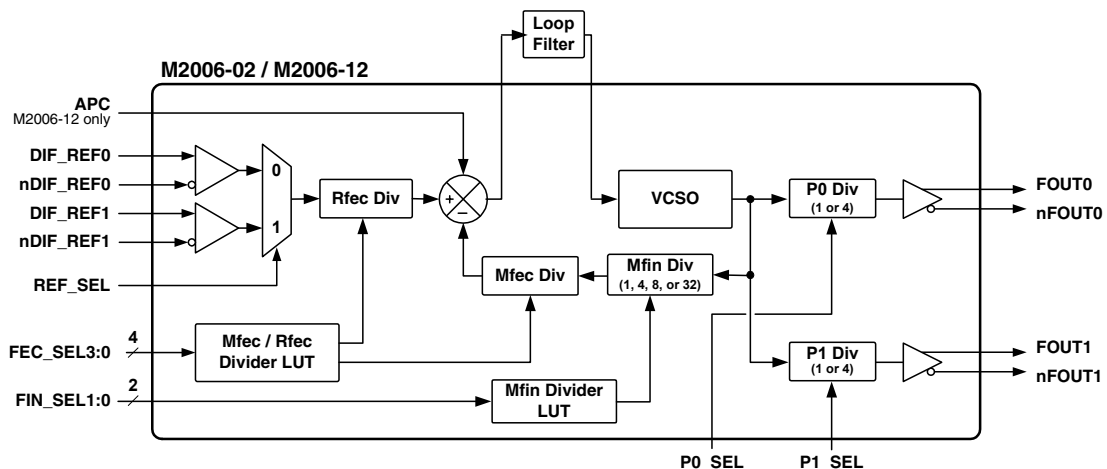 Loop
Filter
M2006-02 / M2006-12
APC
M2006-12 only
DIF_REF0
nDIF_REF0
DIF_REF1
nDIF_REF1
REF_SEL
0
1
Rfec Div
+
−
VCSO
P0 Div
(1 or 4)
FOUT0
nFOUT0
Mfec Div
Mfin Div
(1, 4, 8, or 32)
FEC_SEL3:0
4
Mfec / Rfec
Divider LUT
P1 Div
(1 or 4)
FOUT1
nFOUT1
FIN_SEL1:0
2
Mfin Divider
LUT
P0_SEL
P1_SEL